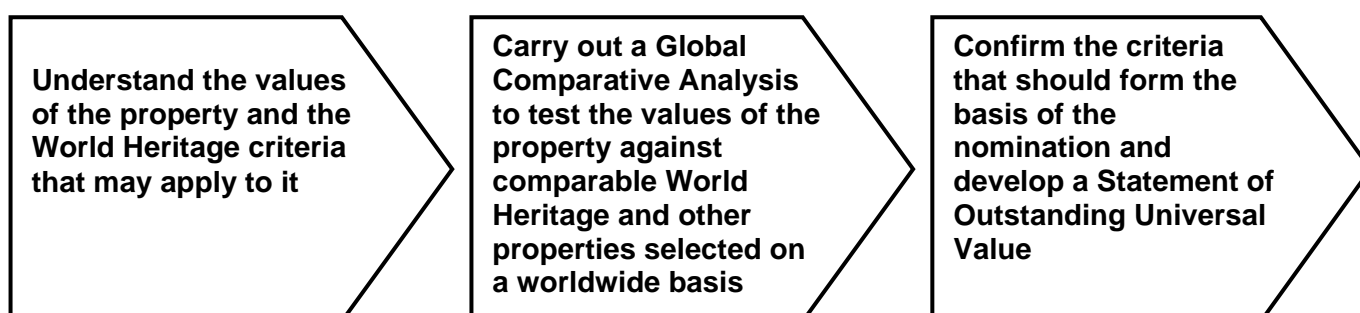 Understand the values
of the property and the
World Heritage criteria
that may apply to it
Carry out a Global
Comparative Analysis
to test the values of the
property against
comparable World
Heritage and other
properties selected on
a worldwide basis
Confirm the criteria
that should form the
basis of the
nomination and
develop a Statement of
Outstanding Universal
Value